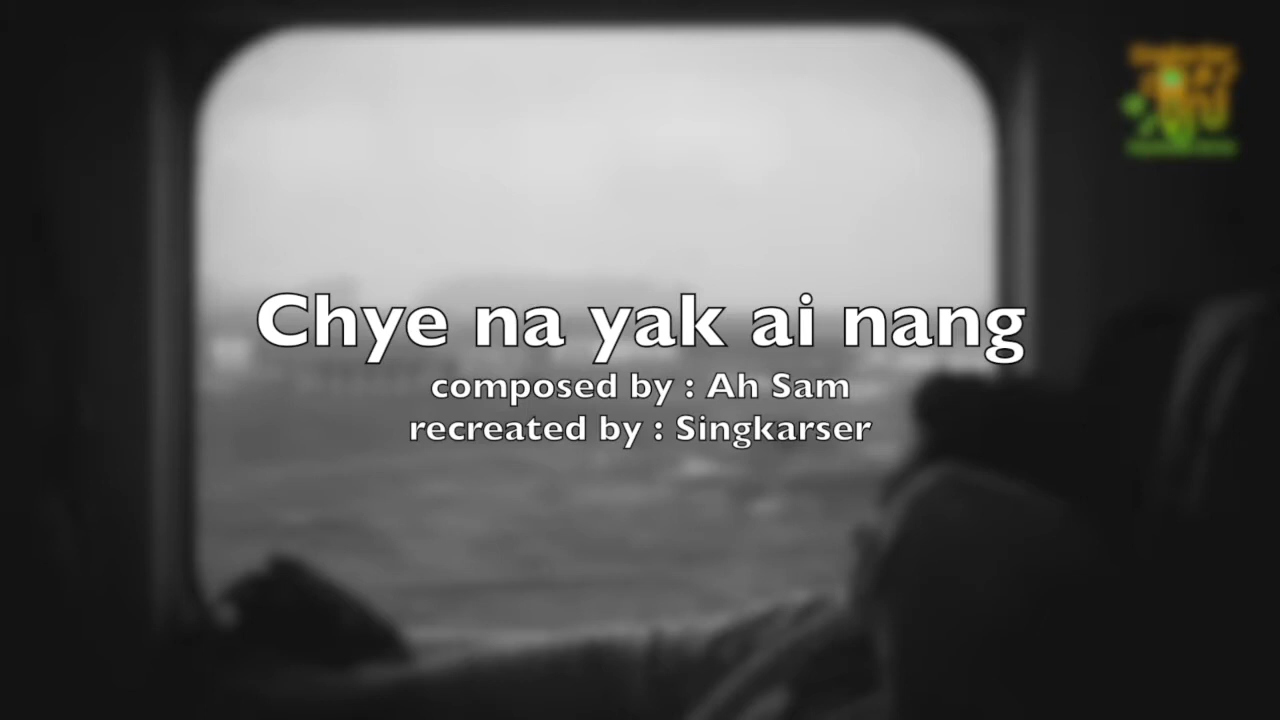 Chye na yak ai nang
composed by : Ah Sam
recreated by : Singkarser